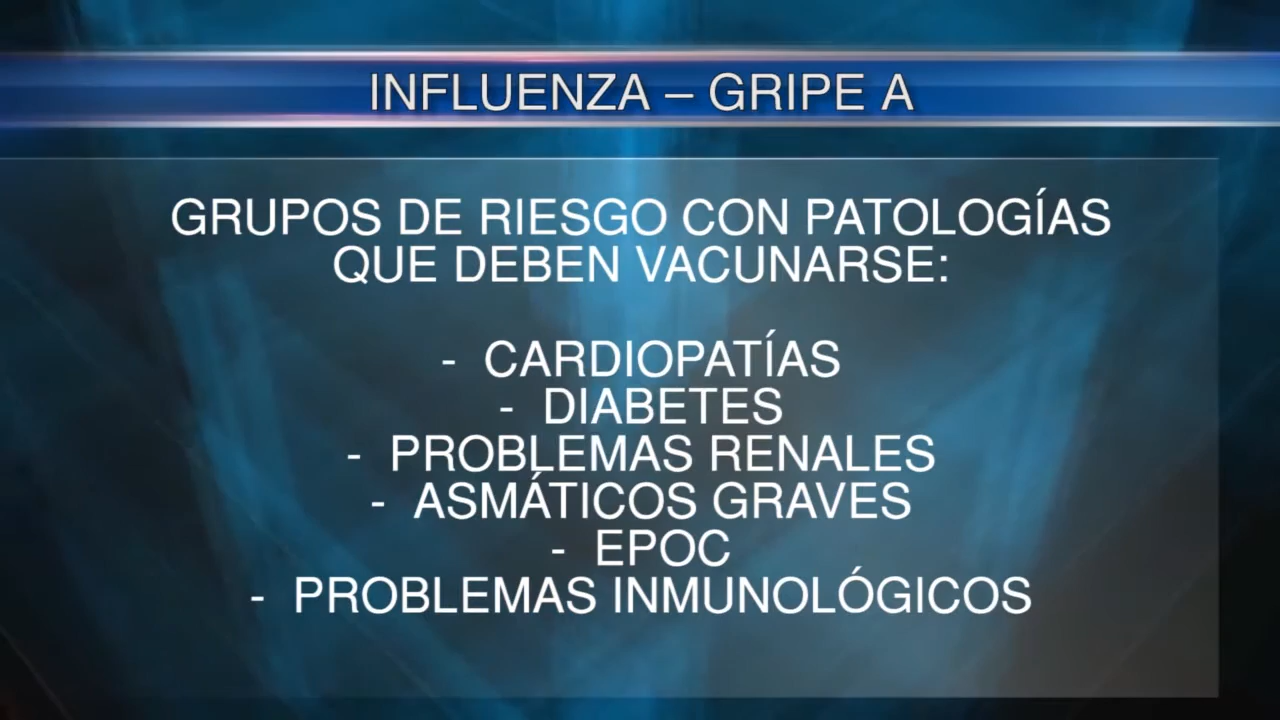 INFLUENZA – GRIPE A
GRUPOS DE RIESGO CON PATOLOGÍAS
QUE DEBEN VACUNARSE:
- CARDIOPATÍAS
- DIABETES
- PROBLEMAS RENALES
- ASMÁTICOS GRAVES
- EPOC
- PROBLEMAS INMUNOLÓGICOS